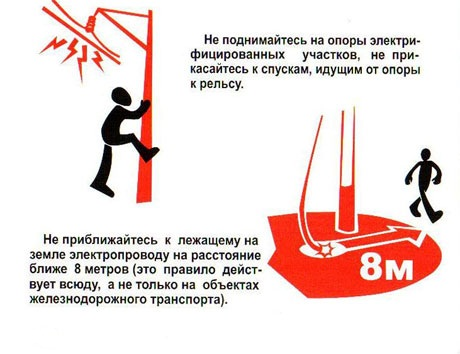 Не поднимайтесь на опоры электри-
фицированных участков, не при-
касайтесь к спускам, идущим от опоры
к рельсу.
Не приближайтесь к лежащему на
земле электропроводу на расстояние
ближе 8 метров (это правило дейст-
вует всюду, а не только на объектах
железнодорожного транспорта).
8м